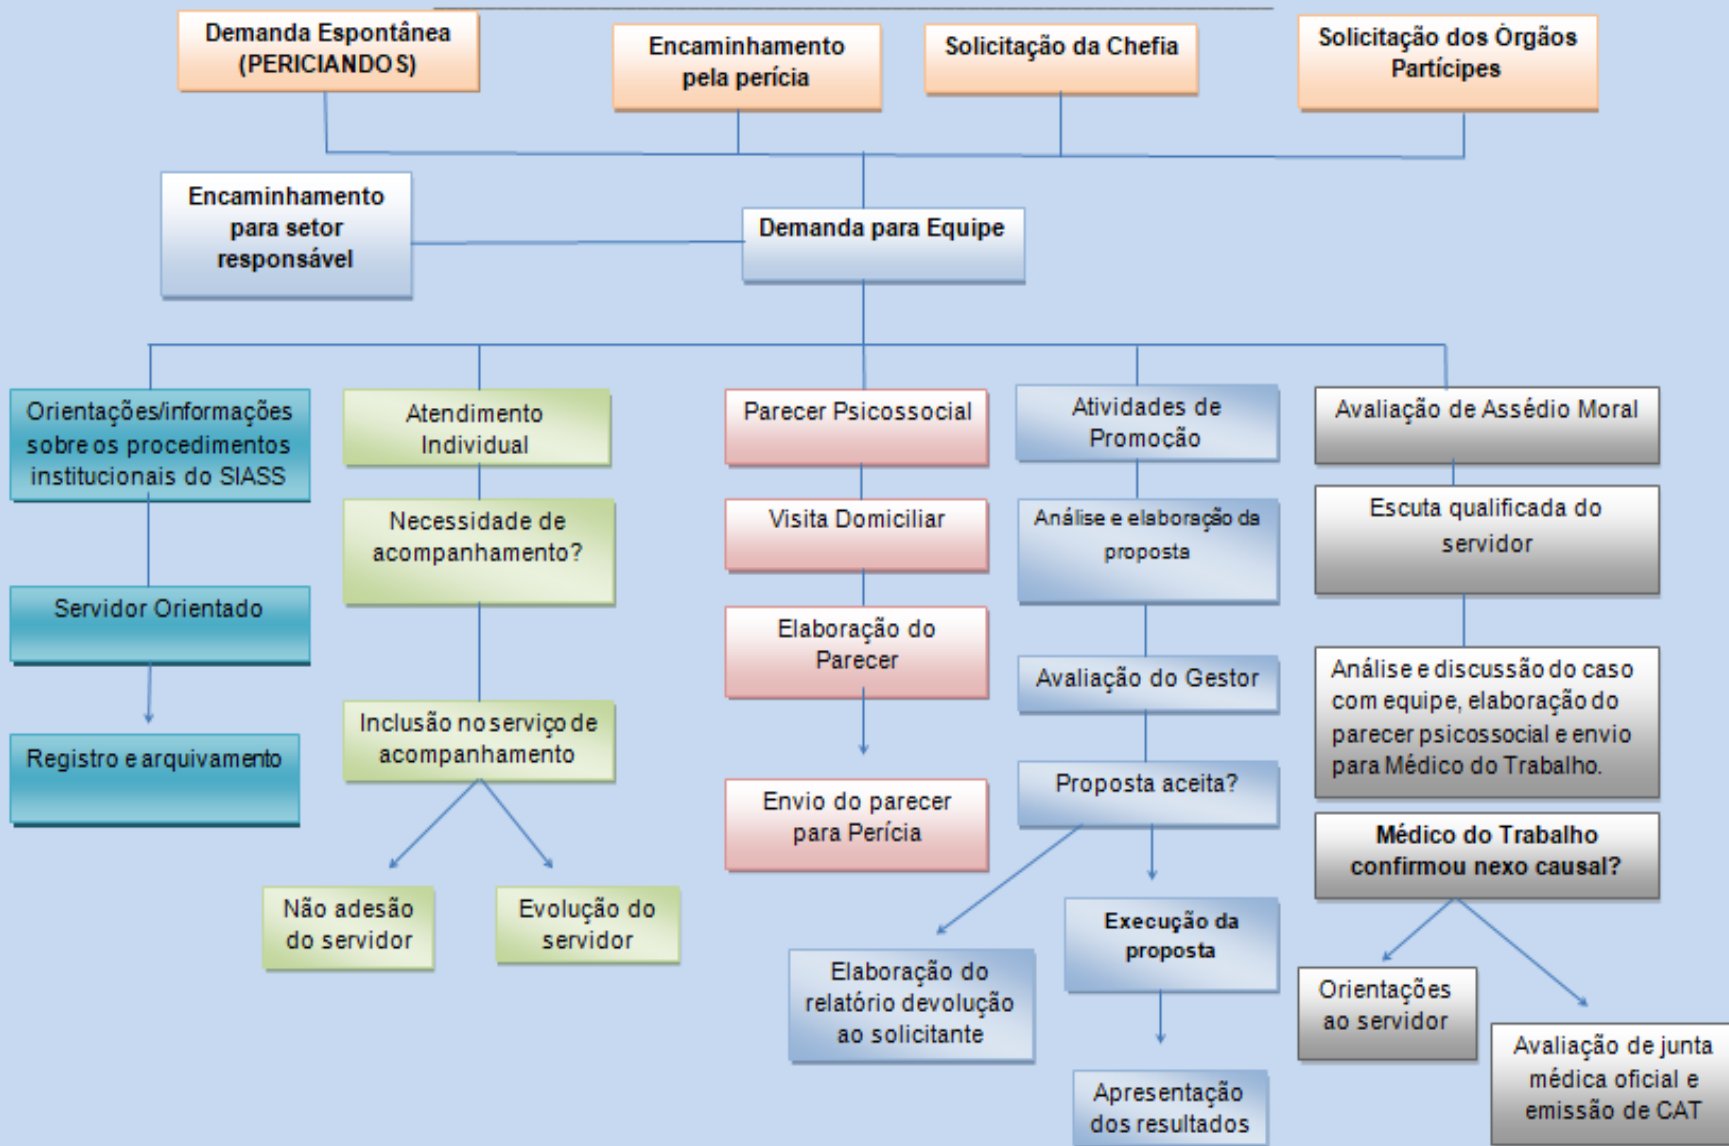 Demanda Espontânea
(PERICIANDOS)
Encaminhamento
pela perícia
Solicitação da Chefia
Solicitação dos Órgãos
Partícipes
Encaminhamento
para setor
responsável
Demanda para Equipe
Orientações/informações
sobre os procedimentos
institucionais do SIASS
Servidor Orientado
Registro e arquivamento
Atendimento
Individual
Necessidade de
acompanhamento?
Inclusão no serviço de
acompanhamento
Não adesão
do servidor
Evolução do
servidor
Parecer Psicossocial
Visita Domiciliar
Elaboração do
Parecer
Envio do parecer
para Perícia
Atividades de
Promoção
Análise e elaboração da
proposta
Avaliação do Gestor
Proposta aceita?
Elaboração do
relatório devolução
ao solicitante
Execução da
proposta
Apresentação
dos resultados
Avaliação de Assédio Moral
Escuta qualificada do
servidor
Análise e discussão do caso
com equipe, elaboração do
parecer psicossocial e envio
para Médico do Trabalho.
Médico do Trabalho
confirmou nexo causal?
Orientações
ao servidor
Avaliação de junta
médica oficial e
emissão de CAT